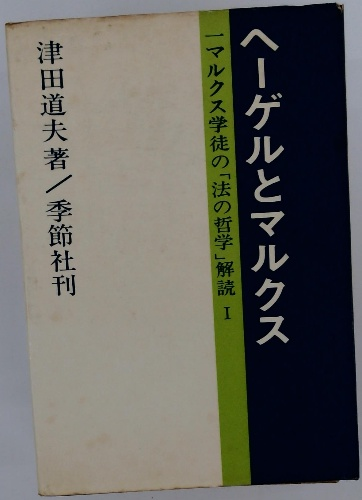 ヘーゲルとマルクス
一マルクス学徒の「法の哲学」解読 I
津田道夫著／季節社刊